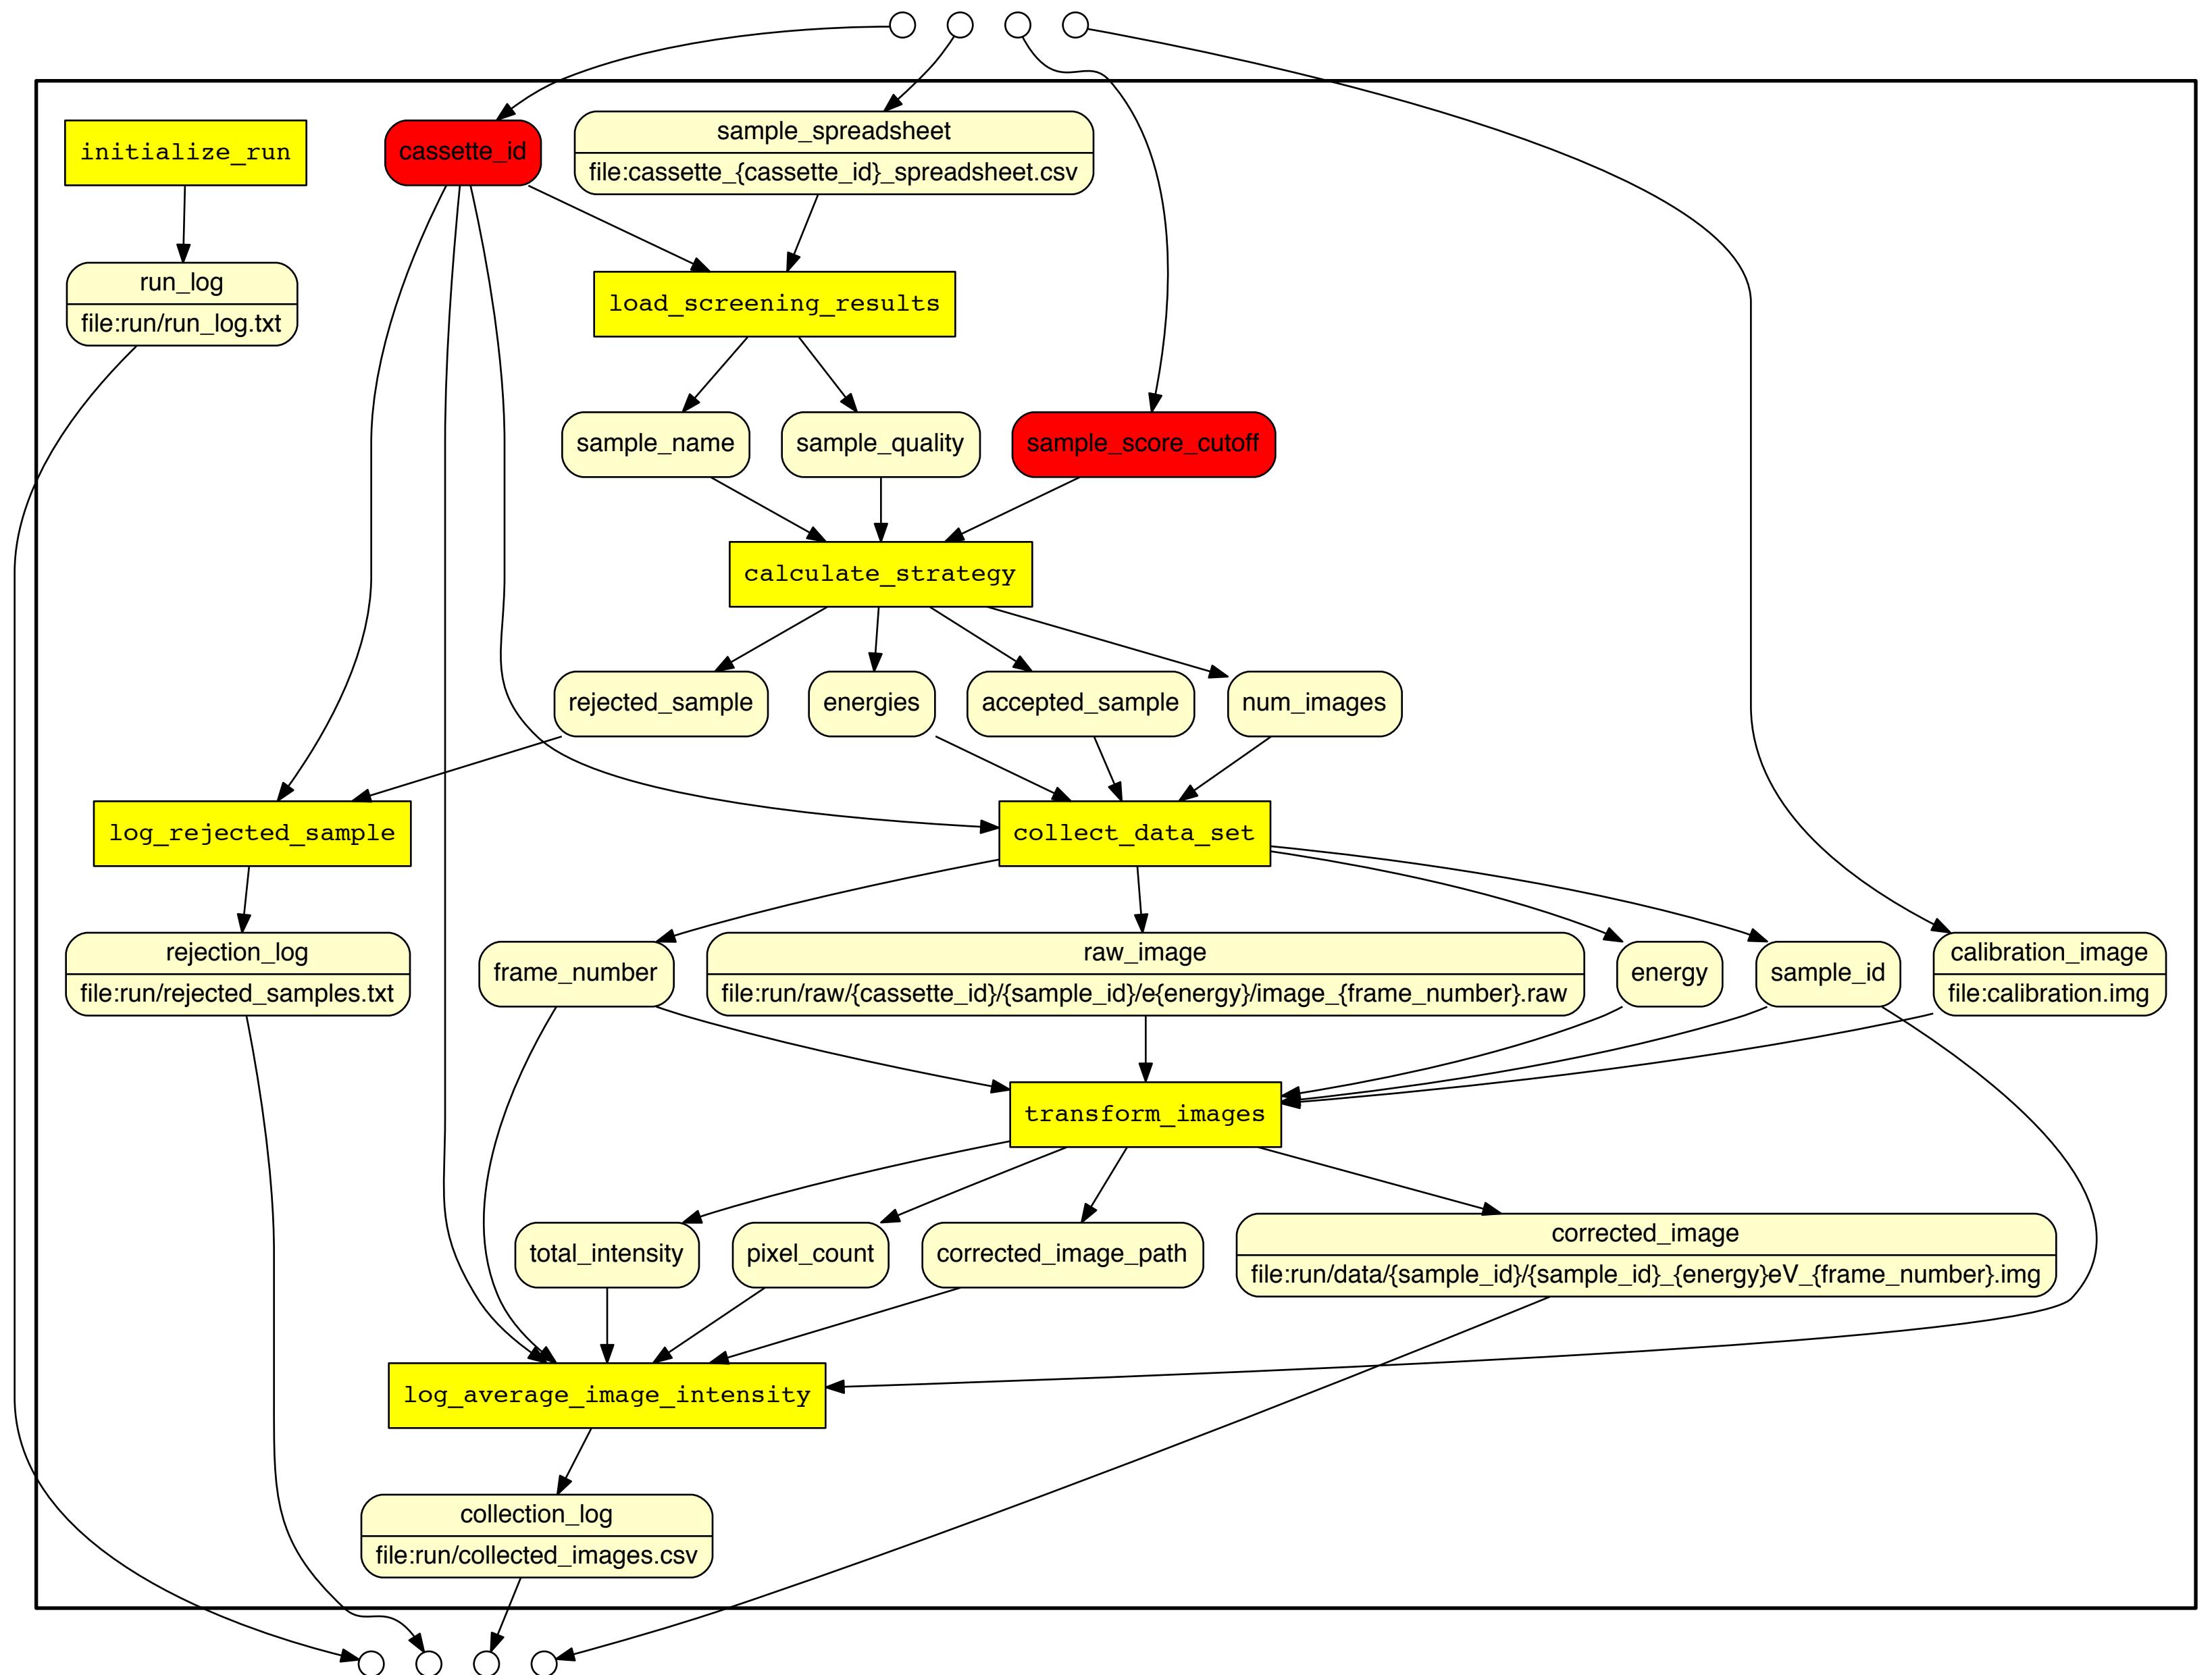 initialize_run
cassette_id
sample_spreadsheet
file:cassette_{cassette_id}_spreadsheet.csv
run_log
file:run/run_log.txt
load_screening_results
sample_name
sample_quality
sample_score_cutoff
calculate_strategy
rejected_sample
energies
accepted_sample
num_images
log_rejected_sample
collect_data_set
rejection_log
file:run/rejected_samples.txt
frame_number
raw_image
file:run/raw/{cassette_id}/{sample_id}/e{energy}/image_{frame_number}.raw
energy
sample_id
calibration_image
file:calibration.img
transform_images
total_intensity
pixel_count
corrected_image_path
corrected_image
file:run/data/{sample_id}/{sample_id}_{energy}eV_{frame_number}.img
log_average_image_intensity
collection_log
file:run/collected_images.csv